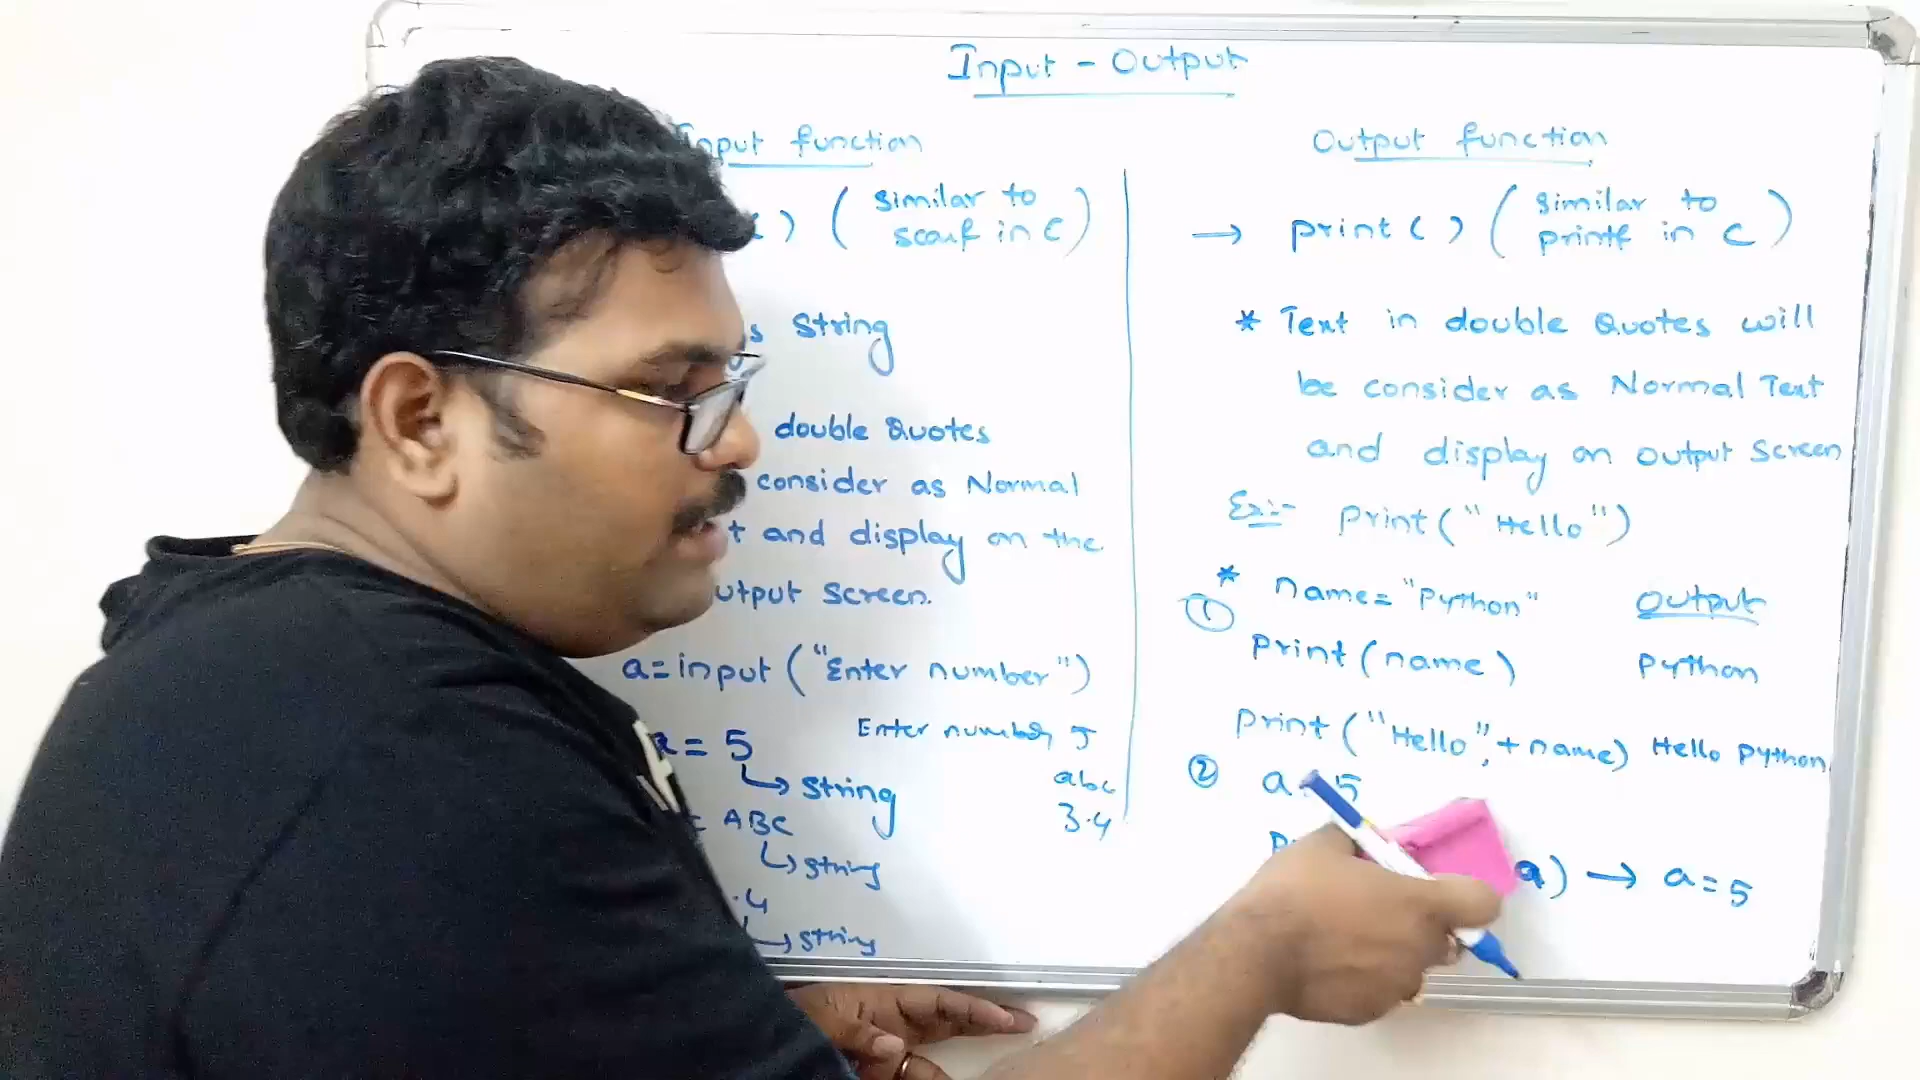 Input - Output
Input function
( ) ( similar to
scanf in C )
as String
double Quotes
consider as Normal
and display on the
output screen.
a=input ("Enter number")
Enter number 5
a = 5
abc
↳ string
3.4
= ABC
↳ string
.4
↳ string
Output function
→ print ( ) ( similar to
printf in C )
* Text in double Quotes will
be consider as Normal Text
and display on output screen
Ex:- print ("Hello")
* name= "Python" output
①
print (name) python
print ("Hello",+name) Hello python
② a=5
a) → a=5